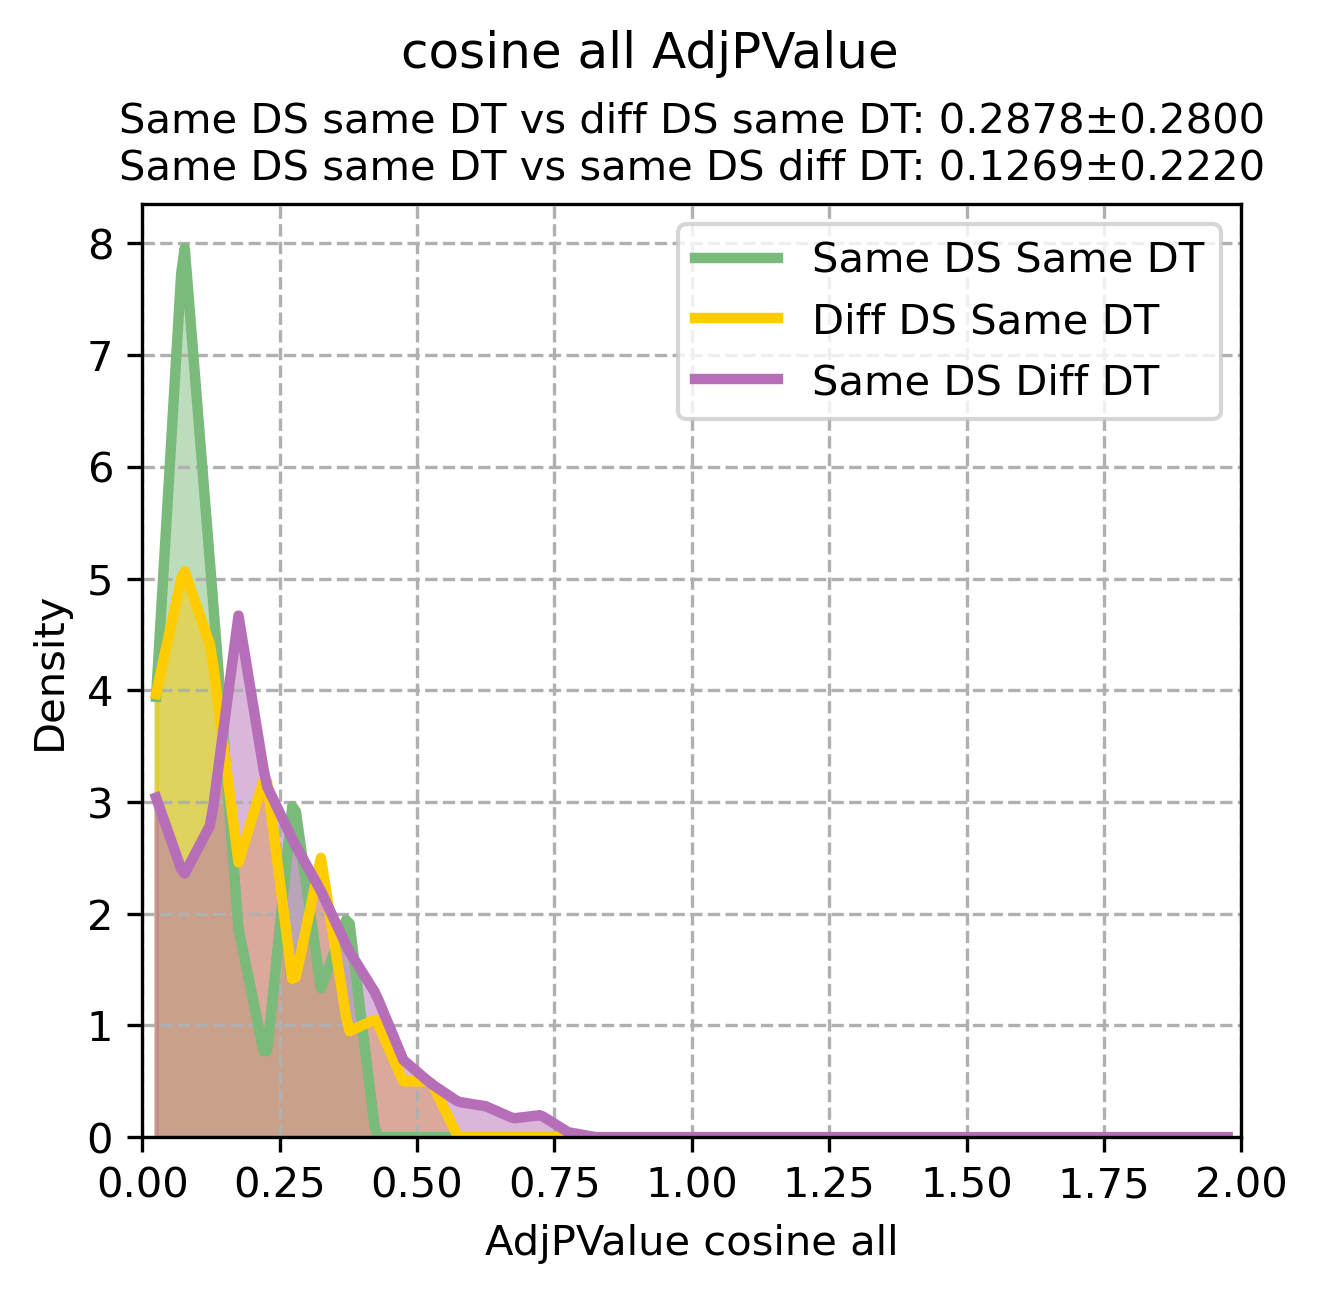 cosine all AdjPValue
Same DS same DT vs diff DS same DT: 0.2878±0.2800
Same DS same DT vs same DS diff DT: 0.1269±0.2220
Same DS Same DT
Diff DS Same DT
Same DS Diff DT
8
7
6
5
4
3
2
1
0
Density
0.00 0.25 0.50 0.75 1.00 1.25 1.50 1.75 2.00
AdjPValue cosine all